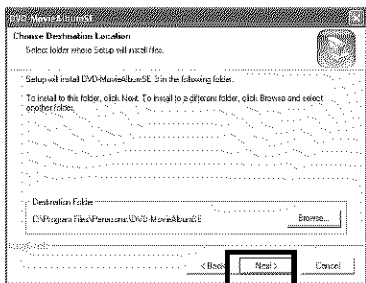 DVD-MovieAlbumSE
Choose Destination Location
Select folder where Setup will install files.
Setup will install DVD-MovieAlbumSE 3 in the following folder.
To install to this folder, click Next. To install to a different folder, click Browse and select
another folder.
Destination Folder
C:\Program Files\Panasonic\DVD-MovieAlbumSE
Browse...
< Back
Next >
Cancel